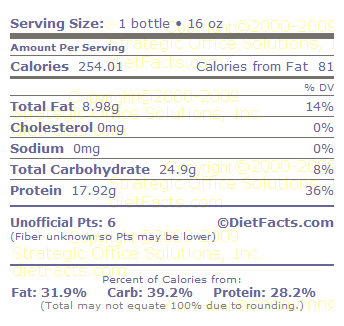 Serving Size: 1 bottle • 16 oz
Amount Per Serving
Calories 254.01 Calories from Fat 81
% DV
Total Fat 8.98g 14%
Cholesterol 0mg 0%
Sodium 0mg 0%
Total Carbohydrate 24.9g 8%
Protein 17.92g 36%
Unofficial Pts: 6 ©DietFacts.com
(Fiber unknown so Pts may be lower)
Percent of Calories from:
Fat: 31.9% Carb: 39.2% Protein: 28.2%
(Total may not equate 100% due to rounding.)